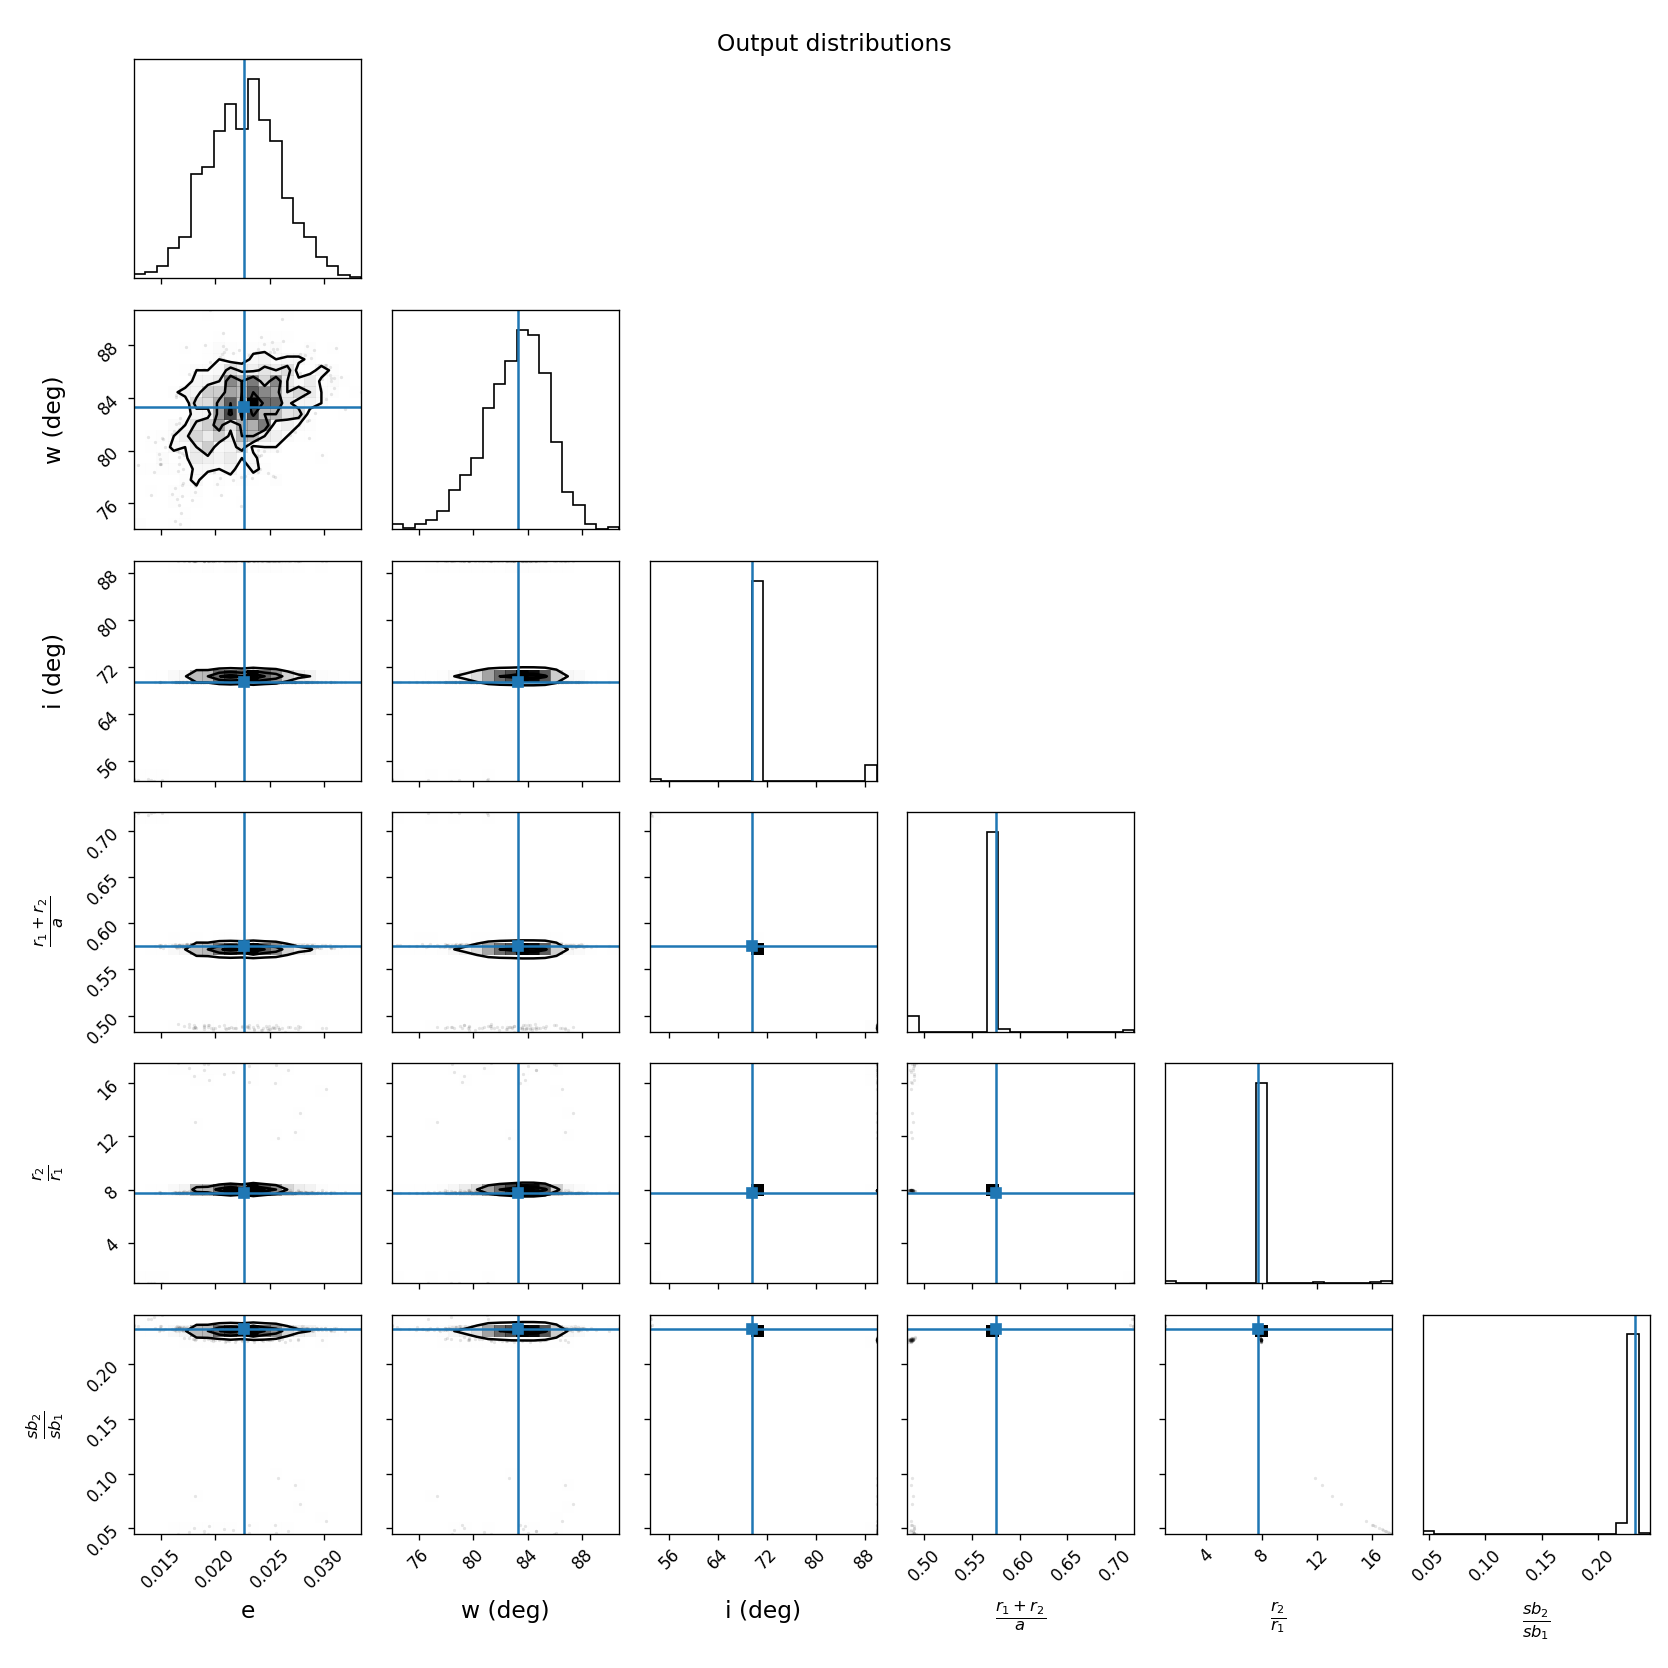 Output distributions
w (deg)
88
84
80
76
i (deg)
88
80
72
64
56
r₁ + r₂
a
0.70
0.65
0.60
0.55
0.50
r₂
r₁
16
12
8
4
sb₂
sb₁
0.20
0.15
0.10
0.05
0.015 0.020 0.025 0.030 76 80 84 88 56 64 72 80 88 0.50 0.55 0.60 0.65 0.70 4 8 12 16 0.05 0.10 0.15 0.20
e w (deg) i (deg) r₁ + r₂ r₂ sb₂
a r₁ sb₁